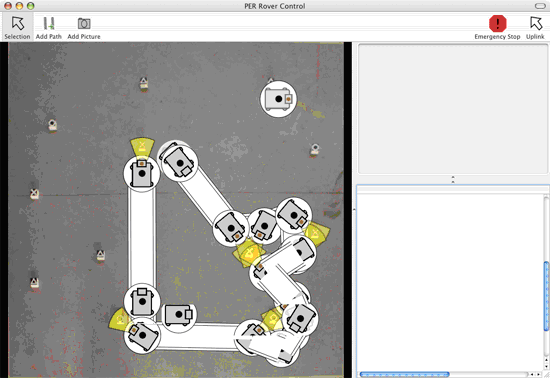 PER Rover Control
Selection Add Path Add Picture Emergency Stop Uplink